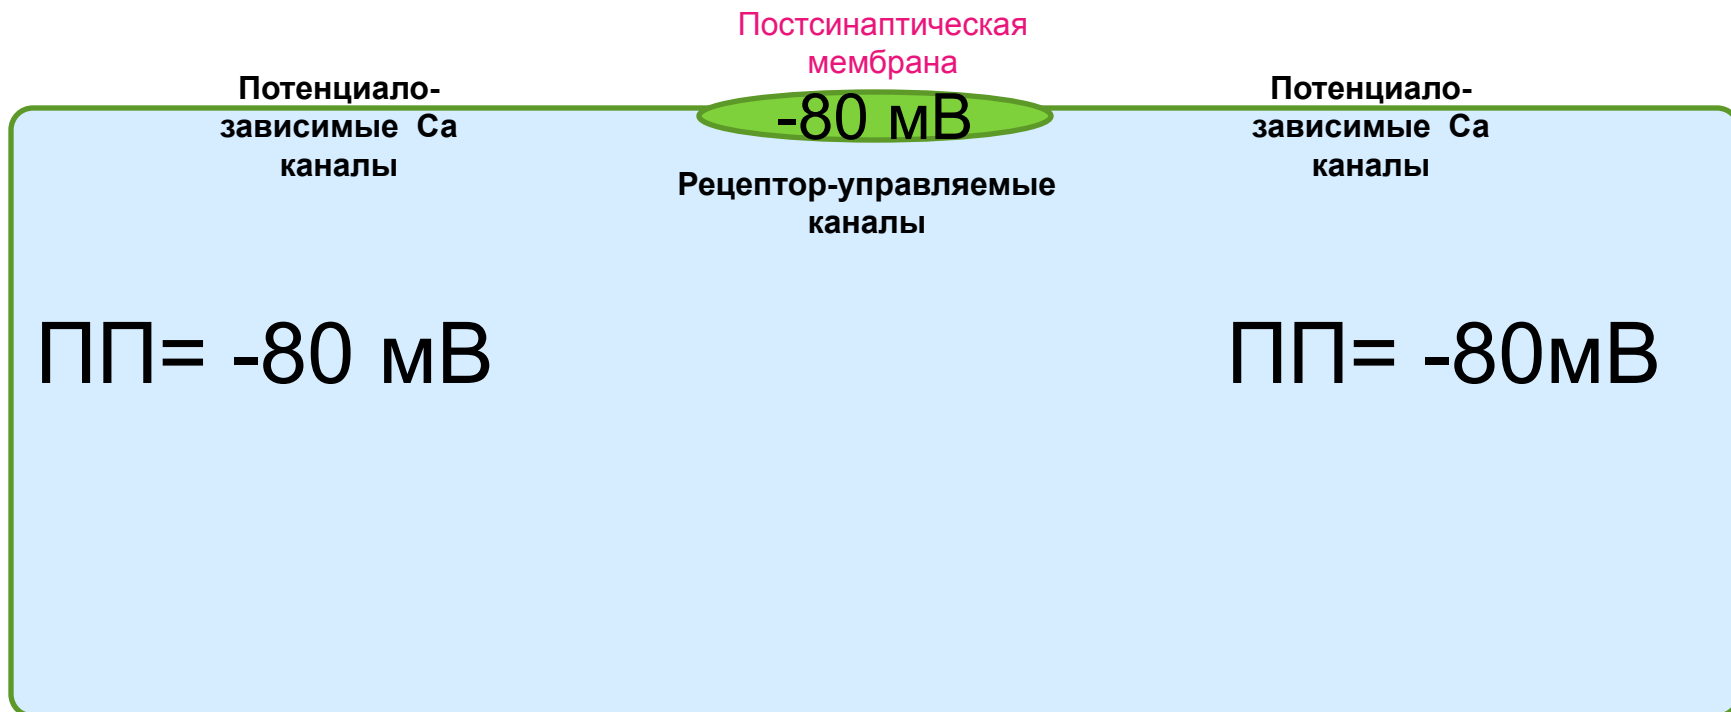 Постсинаптическая
мембрана
-80 мВ
Потенциало-
зависимые Са
каналы
Рецептор-управляемые
каналы
Потенциало-
зависимые Са
каналы
ПП= -80 мВ
ПП= -80мВ